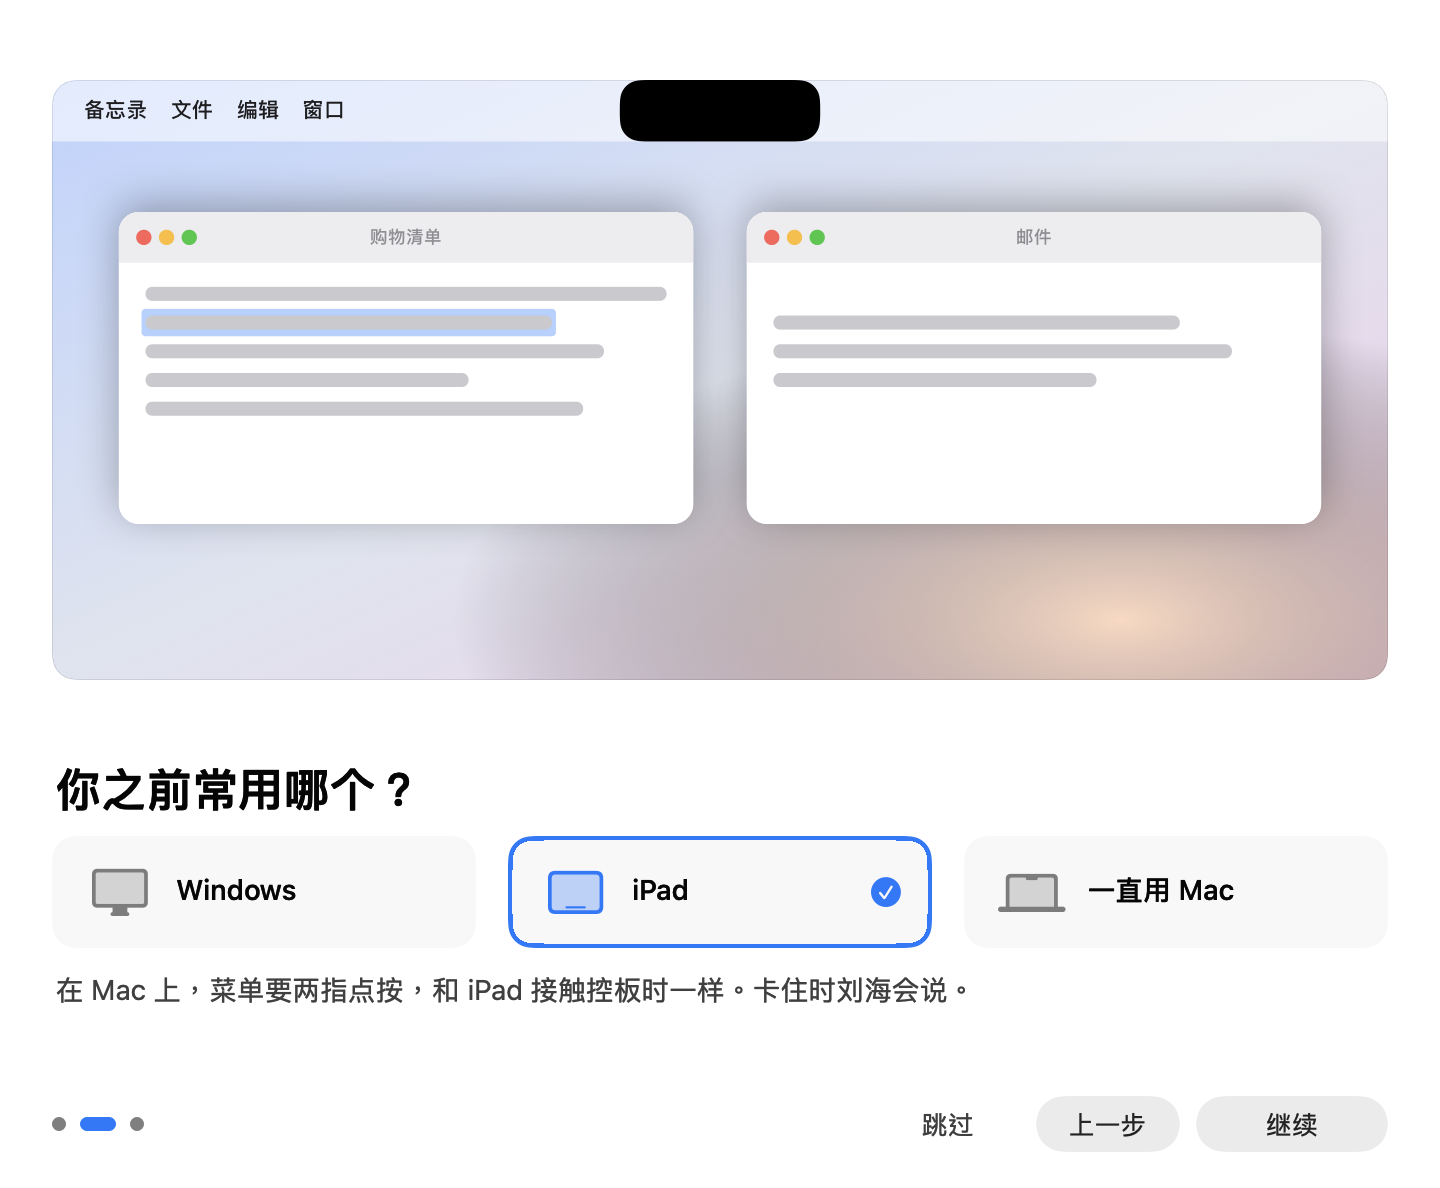 备忘录 文件 编辑 窗口
购物清单
邮件
你之前常用哪个？
Windows
iPad
一直用 Mac
在 Mac 上，菜单要两指点按，和 iPad 接触控板时一样。卡住时刘海会说。
跳过
上一步
继续